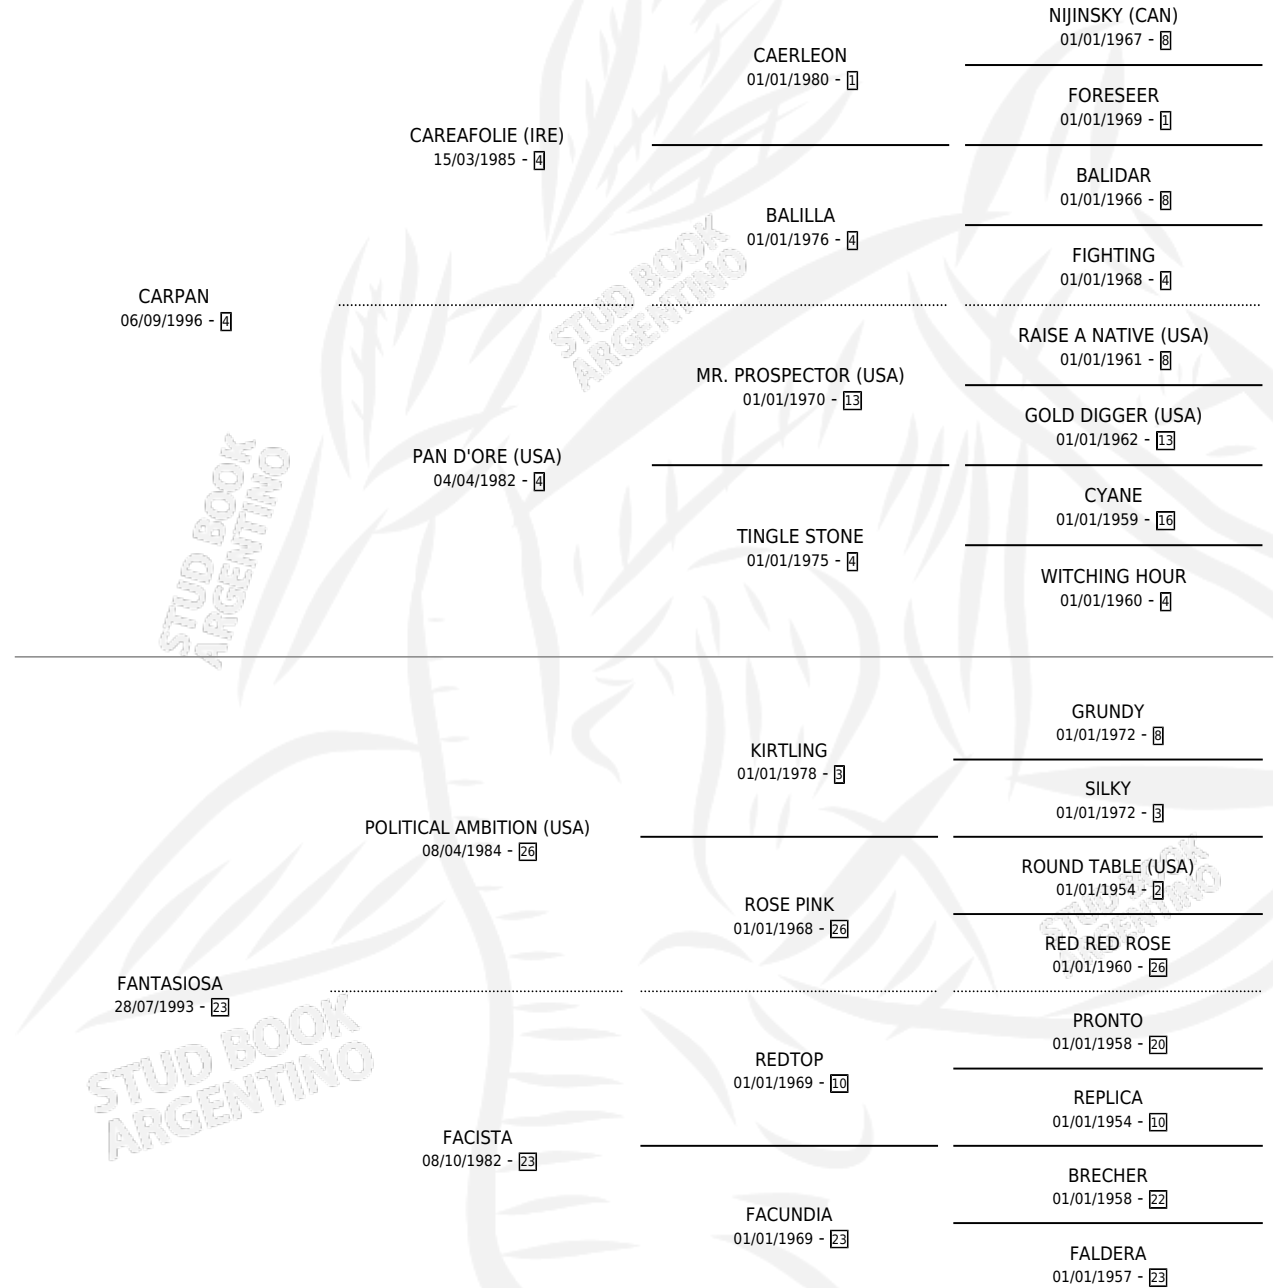 NIJINSKY (CAN)
01/01/1967 - 8
CAERLEON
01/01/1980 - 1
FORESEER
01/01/1969 - 1
CAREAFOLIE (IRE)
15/03/1985 - 4
BALIDAR
01/01/1966 - 8
BALILLA
01/01/1976 - 4
FIGHTING
01/01/1968 - 4
CARPAN
06/09/1996 - 4
RAISE A NATIVE (USA)
01/01/1961 - 8
MR. PROSPECTOR (USA)
01/01/1970 - 13
GOLD DIGGER (USA)
01/01/1962 - 13
PAN D'ORE (USA)
04/04/1982 - 4
CYANE
01/01/1959 - 16
TINGLE STONE
01/01/1975 - 4
WITCHING HOUR
01/01/1960 - 4
GRUNDY
01/01/1972 - 8
KIRTLING
01/01/1978 - 3
SILKY
01/01/1972 - 3
POLITICAL AMBITION (USA)
08/04/1984 - 26
ROUND TABLE (USA)
01/01/1954 - 2
ROSE PINK
01/01/1968 - 26
RED RED ROSE
01/01/1960 - 26
FANTASIOSA
28/07/1993 - 23
PRONTO
01/01/1958 - 20
REDTOP
01/01/1969 - 10
REPLICA
01/01/1954 - 10
FACISTA
08/10/1982 - 23
BRECHER
01/01/1958 - 22
FACUNDIA
01/01/1969 - 23
FALDERA
01/01/1957 - 23
STUD BOOK
ARGENTINO
STUD BOOK
ARGENTINO
STUD BOOK
ARGENTINO
STUD BOOK
ARGENTINO